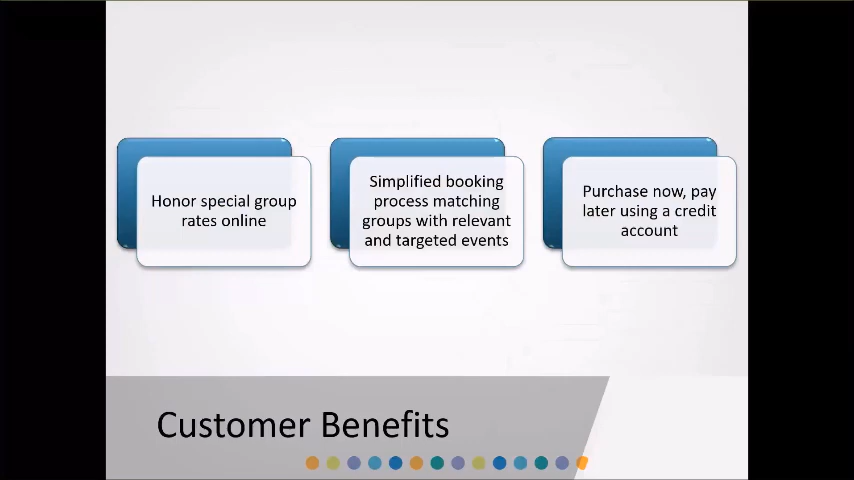 Honor special group
rates online
Simplified booking
process matching
groups with relevant
and targeted events
Purchase now, pay
later using a credit
account
Customer Benefits